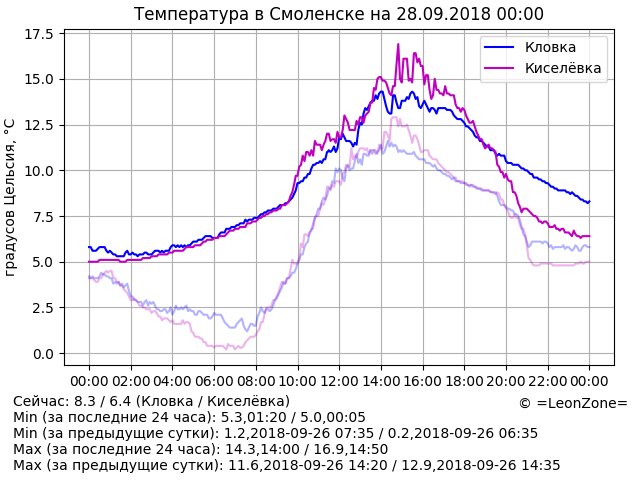 Температура в Смоленске на 28.09.2018 00:00
17.5
15.0
12.5
10.0
7.5
5.0
2.5
0.0
градусов Цельсия, °C
Кловка
Киселёвка
00:00 02:00 04:00 06:00 08:00 10:00 12:00 14:00 16:00 18:00 20:00 22:00 00:00
Сейчас: 8.3 / 6.4 (Кловка / Киселёвка)
© =LeonZone=
Min (за последние 24 часа): 5.3,01:20 / 5.0,00:05
Min (за предыдущие сутки): 1.2,2018-09-26 07:35 / 0.2,2018-09-26 06:35
Max (за последние 24 часа): 14.3,14:00 / 16.9,14:50
Max (за предыдущие сутки): 11.6,2018-09-26 14:20 / 12.9,2018-09-26 14:35